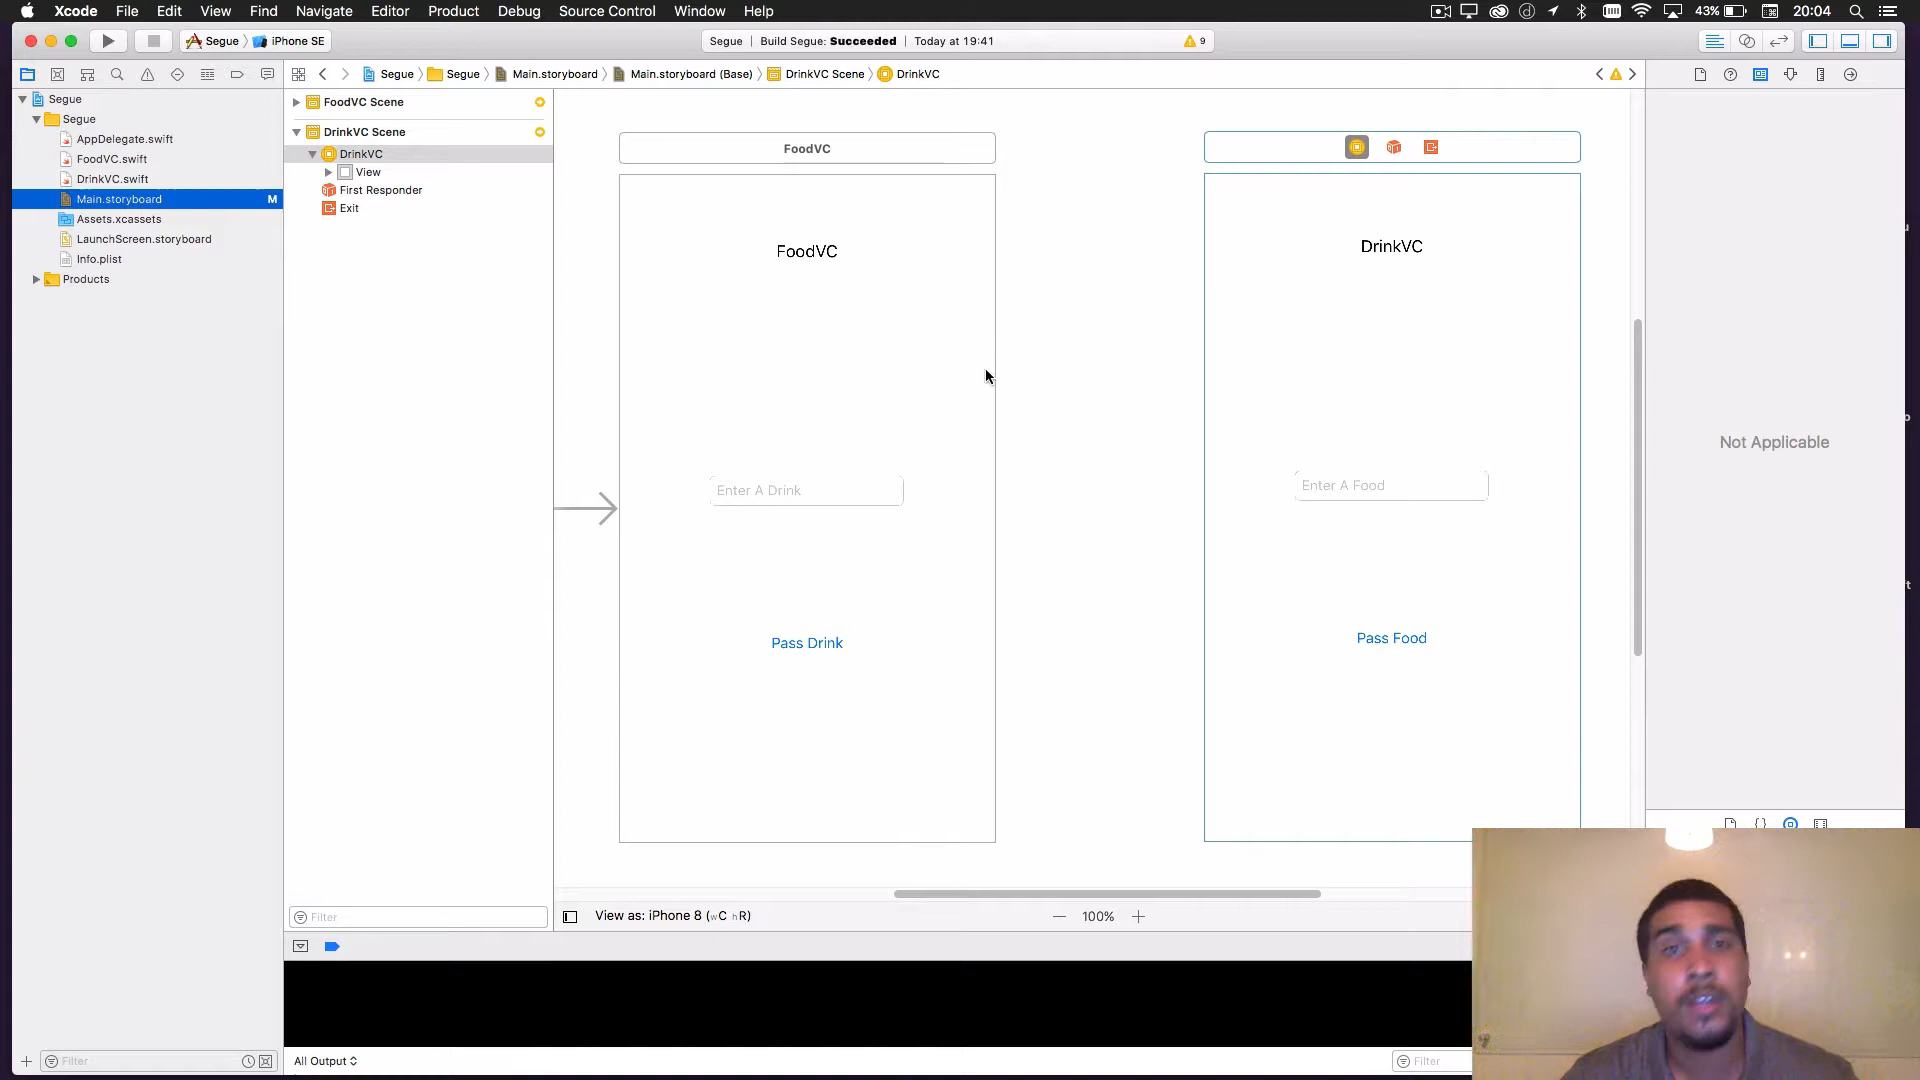 Xcode File Edit View Find Navigate Editor Product Debug Source Control Window Help 43% 20:04
Segue iPhone SE Segue Build Segue: Succeeded Today at 19:41 9
Segue Segue Main.storyboard Main.storyboard (Base) DrinkVC Scene DrinkVC
Segue
Segue
AppDelegate.swift
FoodVC.swift
DrinkVC.swift
Main.storyboard M
Assets.xcassets
LaunchScreen.storyboard
Info.plist
Products
Filter
FoodVC Scene
DrinkVC Scene
DrinkVC
View
First Responder
Exit
Filter
FoodVC
FoodVC
Enter A Drink
Pass Drink
DrinkVC
Enter A Food
Pass Food
View as: iPhone 8 (wC hR) 100%
Not Applicable
All Output
Filter